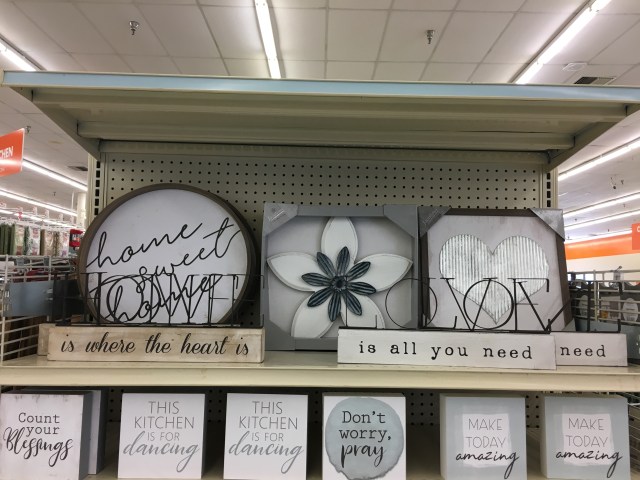 CHEN
home
sweet
home
HOME
is where the heart is
LOVE
is all you need
need
Count
your
Blessings
THIS
KITCHEN
IS FOR
dancing
THIS
KITCHEN
IS FOR
dancing
Don't
worry,
pray
MAKE
TODAY
amazing
MAKE
TODAY
amazing